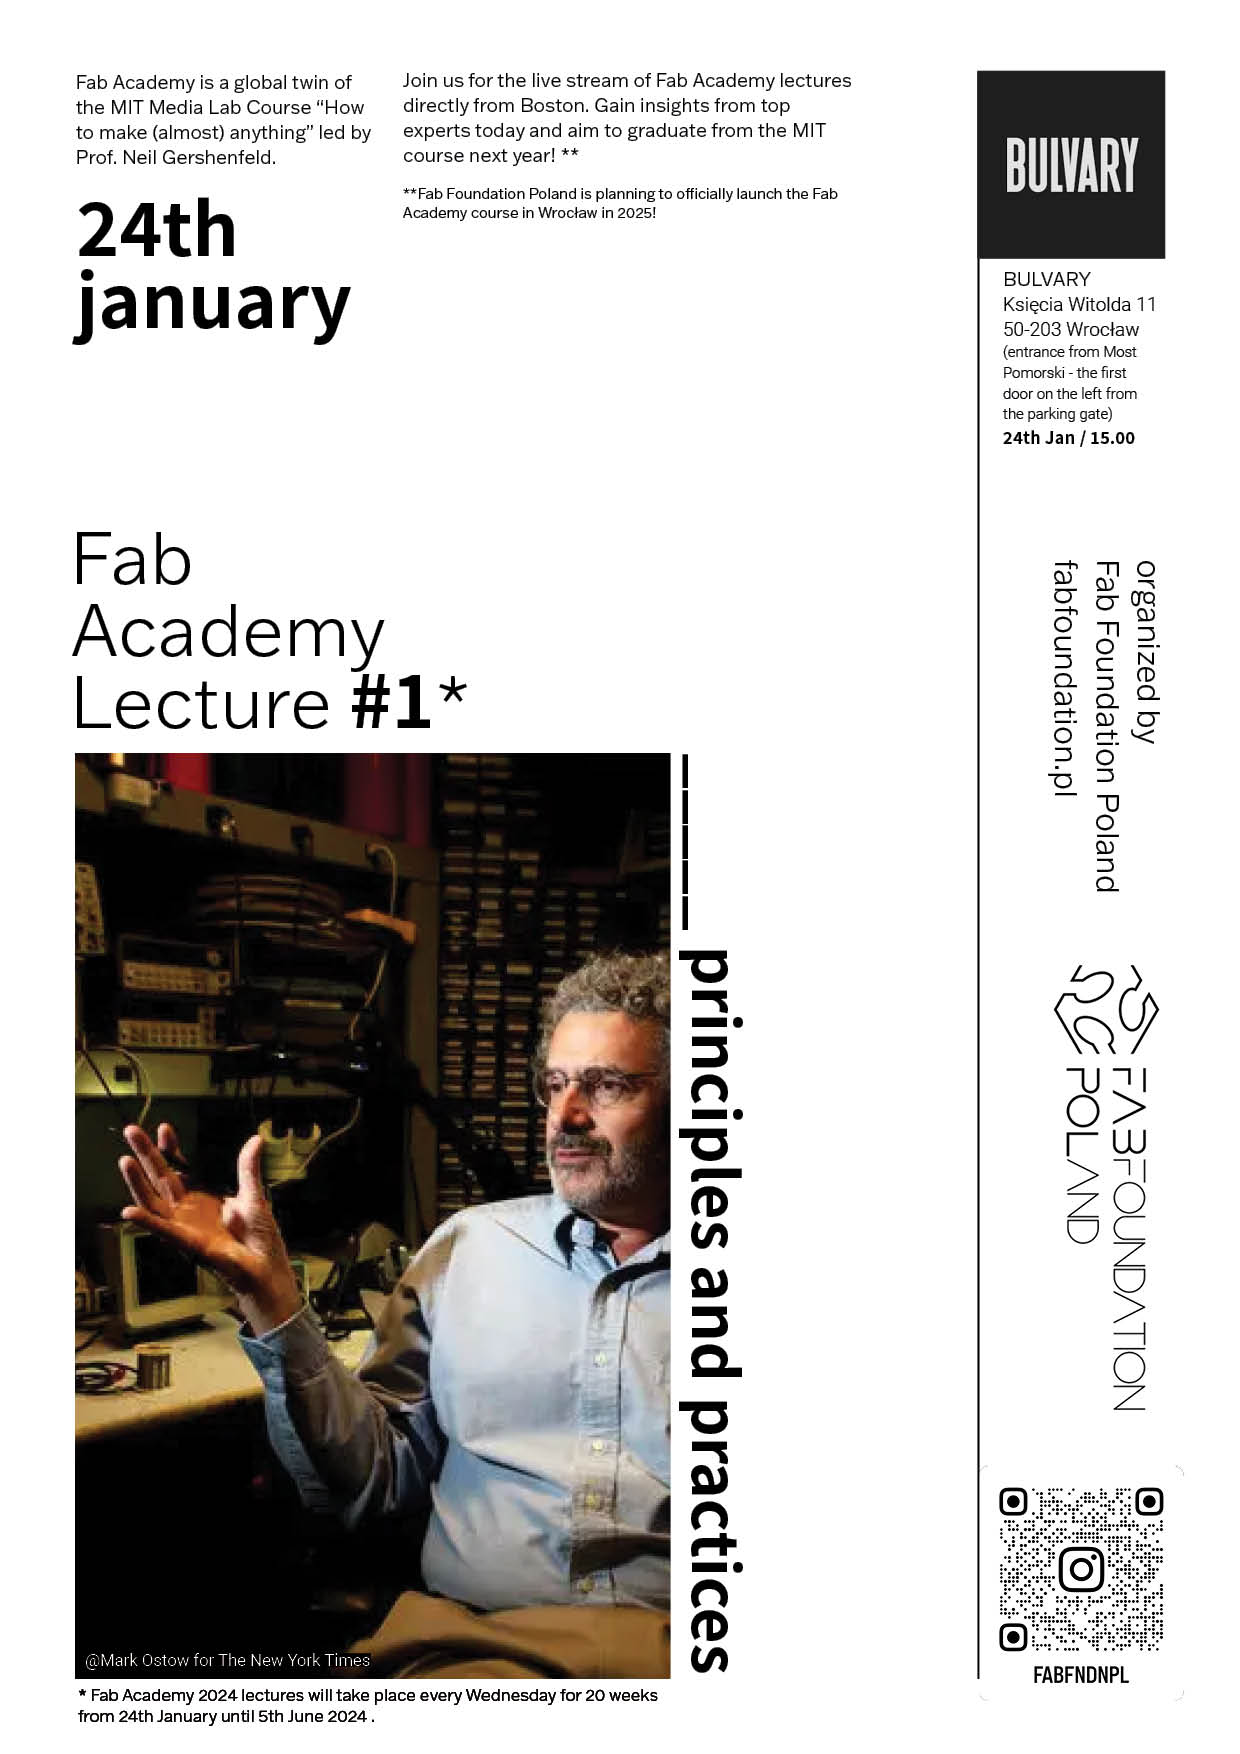 Fab Academy is a global twin of
the MIT Media Lab Course “How
to make (almost) anything” led by
Prof. Neil Gershenfeld.
24th
january
Join us for the live stream of Fab Academy lectures
directly from Boston. Gain insights from top
experts today and aim to graduate from the MIT
course next year! **
**Fab Foundation Poland is planning to officially launch the Fab
Academy course in Wrocław in 2025!
BULVARY
BULVARY
Księcia Witolda 11
50-203 Wrocław
(entrance from Most
Pomorski - the first
door on the left from
the parking gate)
24th Jan / 15.00
Fab
Academy
Lecture #1*
_____ principles and practices
@Mark Ostow for The New York Times
* Fab Academy 2024 lectures will take place every Wednesday for 20 weeks
from 24th January until 5th June 2024 .
organized by
Fab Foundation Poland
fabfoundation.pl
FABFOUNDATION
POLAND
FABFNDNPL